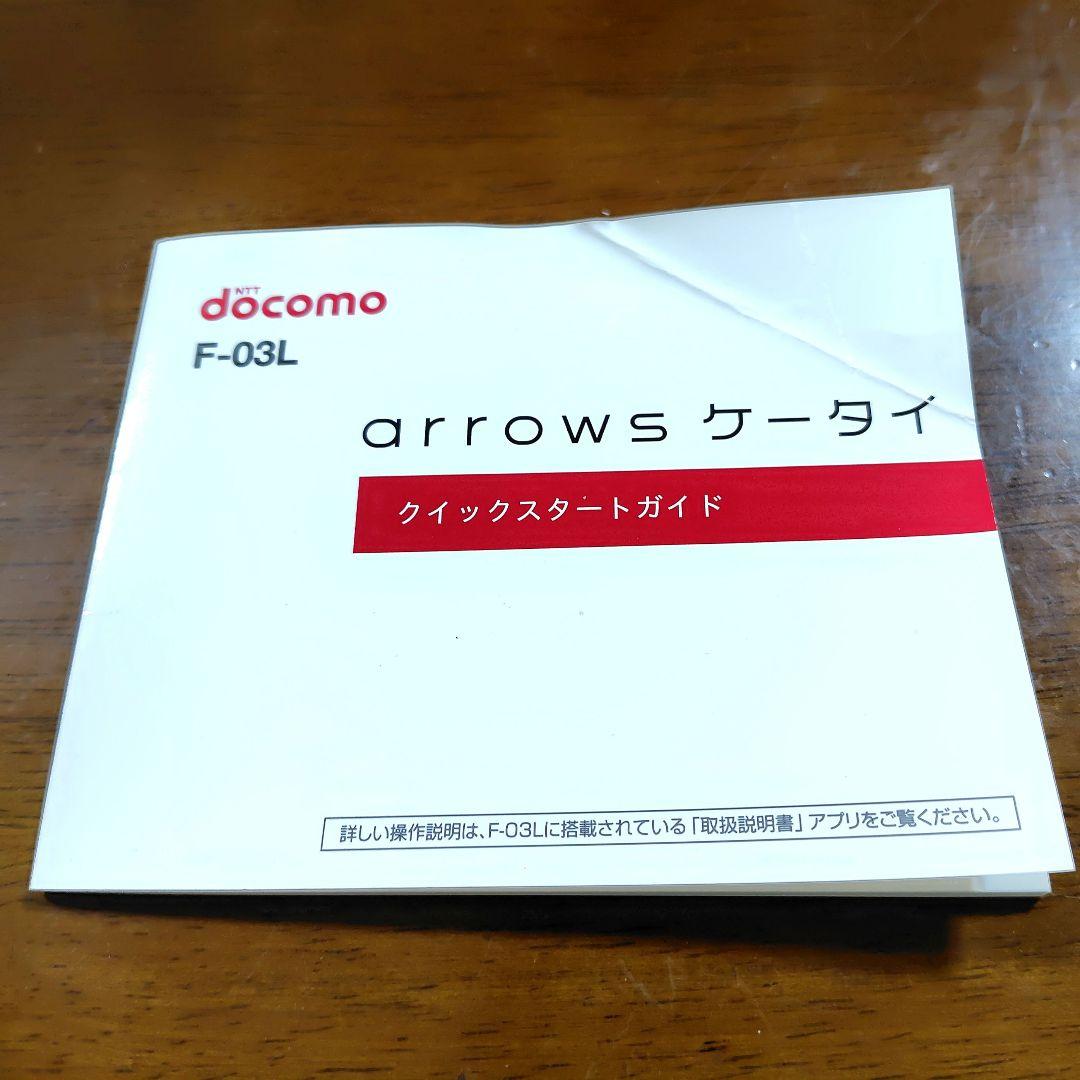 NTT
docomo
F-03L
arrows ケータイ
クイックスタートガイド
詳しい操作説明は、F-03Lに搭載されている「取扱説明書」アプリをご覧ください。